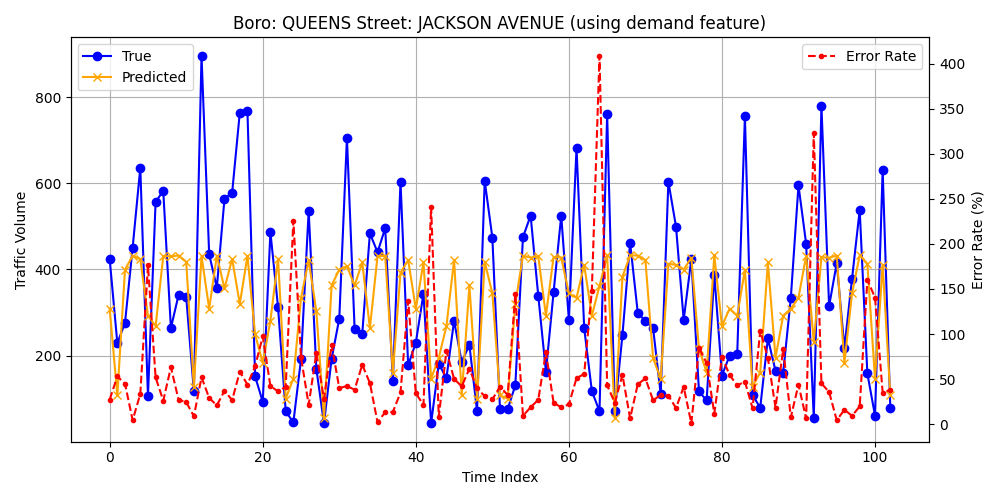 Boro: QUEENS Street: JACKSON AVENUE (using demand feature)
True
Predicted
Error Rate
Traffic Volume
800
600
400
200
400
350
300
250
200
150
100
50
0
Error Rate (%)
0 20 40 60 80 100
Time Index